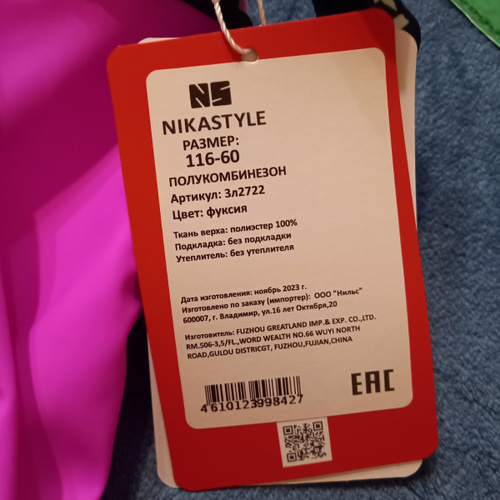 NS
NIKASTYLE
РАЗМЕР:
116-60
ПОЛУКОМБИНЕЗОН
Артикул: 3л2722
Цвет: фуксия
Ткань верха: полиэстер 100%
Подкладка: без подкладки
Утеплитель: без утеплителя
Дата изготовления: ноябрь 2023 г.
Изготовлено по заказу (импортер): ООО "Нильс"
600007, г. Владимир, ул.16 лет Октября,20
Изготовитель: FUZHOU GREATLAND IMP.& EXP. CO.,LTD.
RM.506-3,5/FL.,WORD WEALTH NO.66 WUYI NORTH
ROAD,GULOU DISTRICGT, FUZHOU,FUJIAN,CHINA
4610123998427
EAC